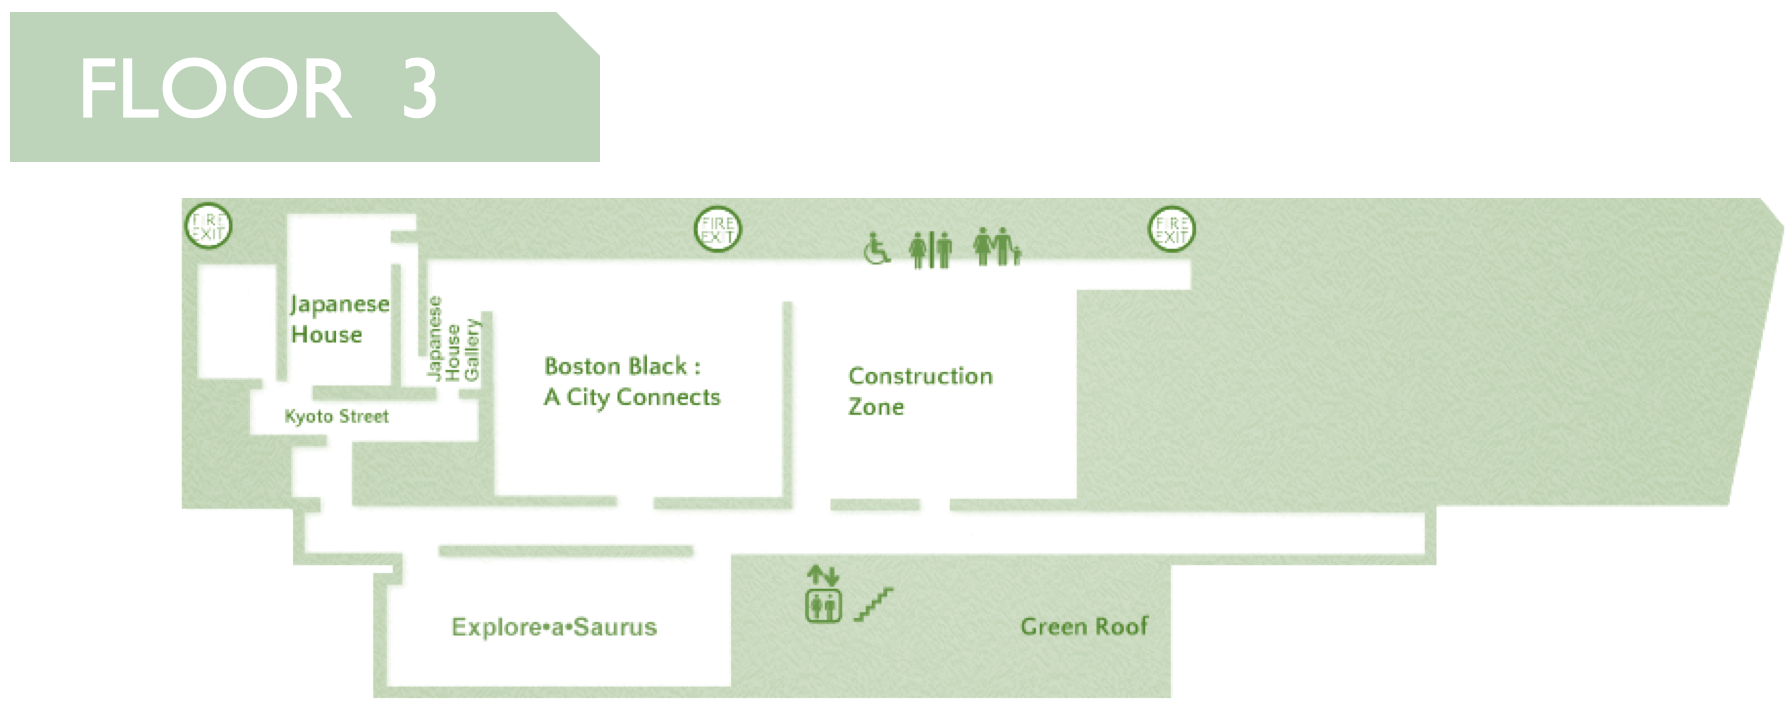 FLOOR 3
FIRE
EXIT
FIRE
EXIT
FIRE
EXIT
Japanese
House
Japanese
House
Gallery
Boston Black :
A City Connects
Construction
Zone
Kyoto Street
Explore•a•Saurus
Green Roof